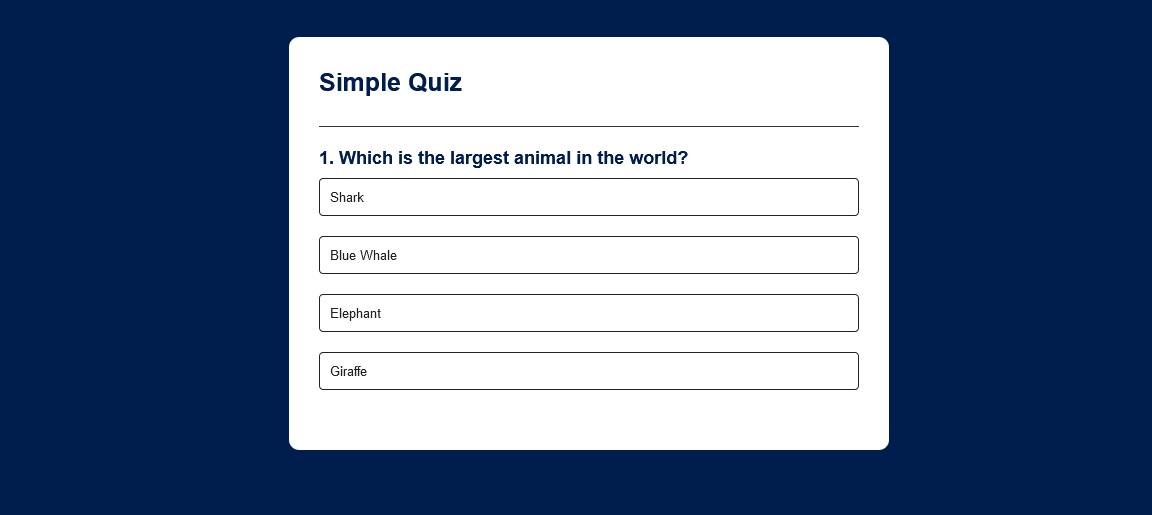 Simple Quiz
1. Which is the largest animal in the world?
Shark
Blue Whale
Elephant
Giraffe